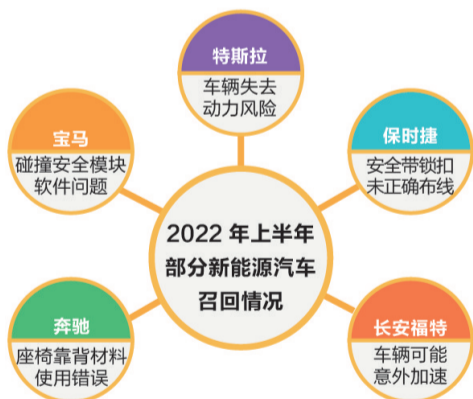 特斯拉
车辆失去
动力风险
宝马
碰撞安全模块
软件问题
保时捷
安全带锁扣
未正确布线
2022 年上半年
部分新能源汽车
召回情况
奔驰
座椅靠背材料
使用错误
长安福特
车辆可能
意外加速